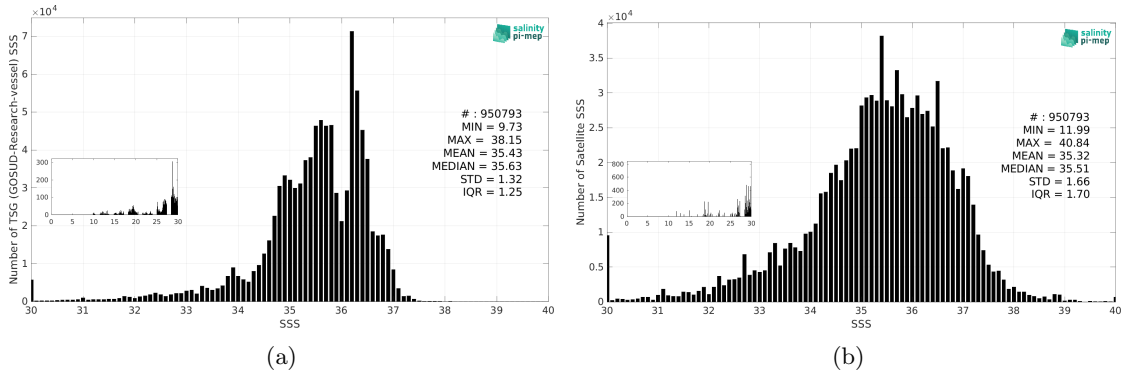 ×10^4
7
6
5
4
3
2
1
0
Number of TSG (GOSUD-Research-vessel) SSS
salinity
pi-mep
# : 950793
MIN = 9.73
MAX = 38.15
MEAN = 35.43
MEDIAN = 35.63
STD = 1.32
IQR = 1.25
300
200
100
0
0 5 10 15 20 25 30
30 31 32 33 34 35 36 37 38 39 40
SSS
(a)
×10^4
4
3.5
3
2.5
2
1.5
1
0.5
0
Number of Satellite SSS
salinity
pi-mep
# : 950793
MIN = 11.99
MAX = 40.84
MEAN = 35.32
MEDIAN = 35.51
STD = 1.66
IQR = 1.70
800
600
400
200
0
0 5 10 15 20 25 30
30 31 32 33 34 35 36 37 38 39 40
SSS
(b)